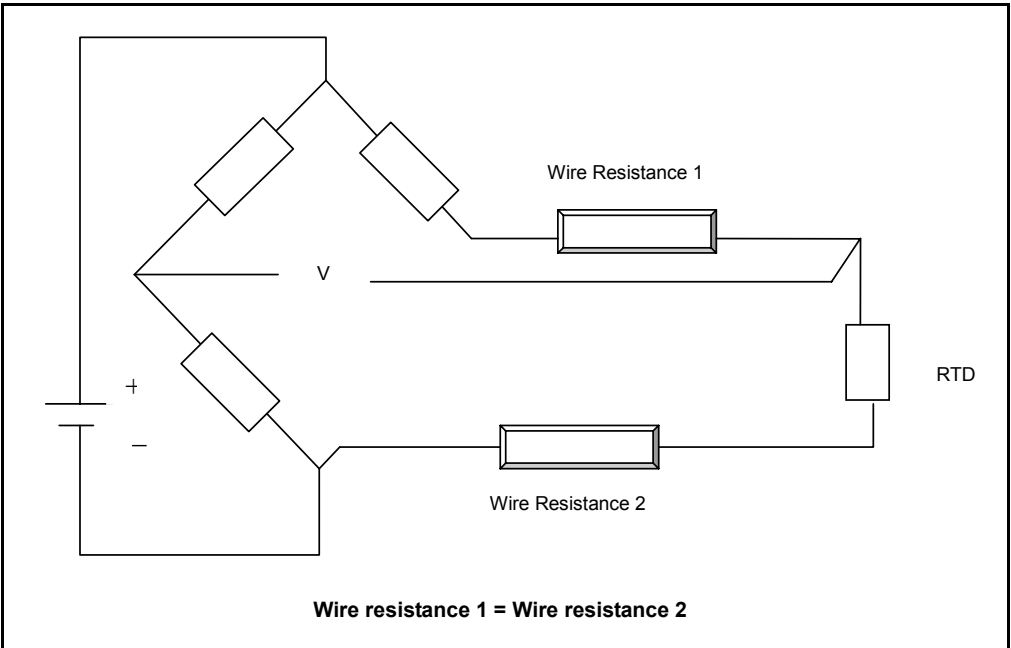 Wire Resistance 1
V
RTD
+
–
Wire Resistance 2
Wire resistance 1 = Wire resistance 2